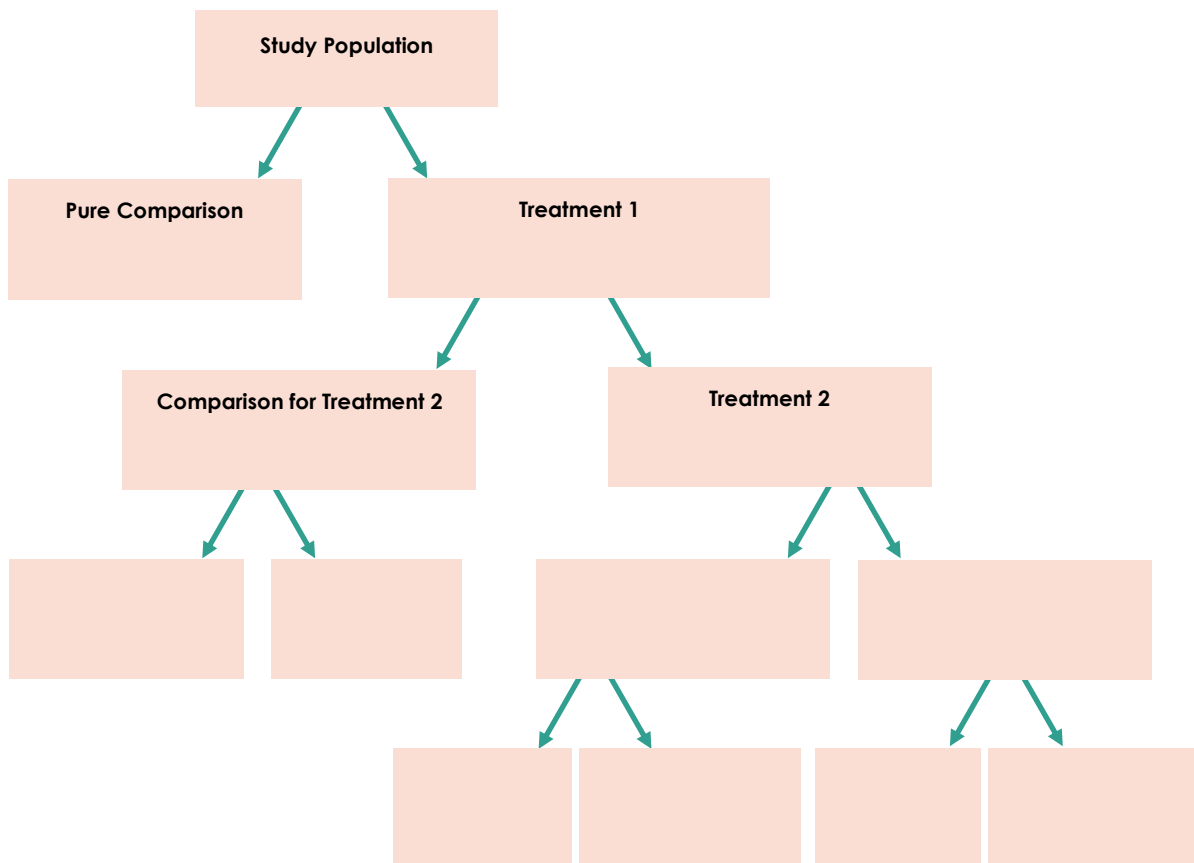 Study Population
Pure Comparison
Treatment 1
Comparison for Treatment 2
Treatment 2